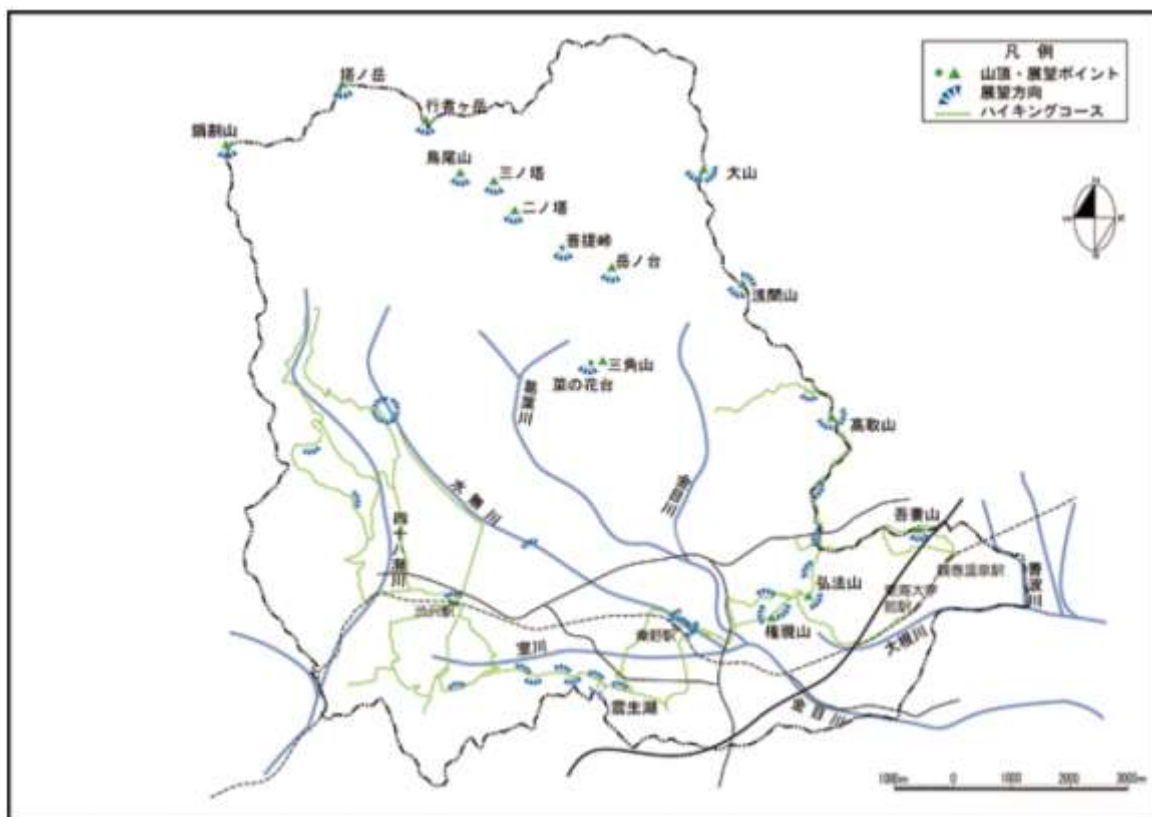 凡 例
山頂・展望ポイント
展望方向
ハイキングコース
塔ノ岳
行者ヶ岳
鍋割山
烏尾山
三ノ塔
二ノ塔
菩提峠
岳ノ台
大山
浅間山
三角山
菜の花台
葛葉川
金目川
高取山
水無川
四十八瀬川
吾妻山
鶴巻温泉駅
善波川
弘法山
東海大学
前駅
権現山
大根川
渋沢駅
秦野駅
室川
震生湖
金目川
1000m 0 1000 2000 3000m